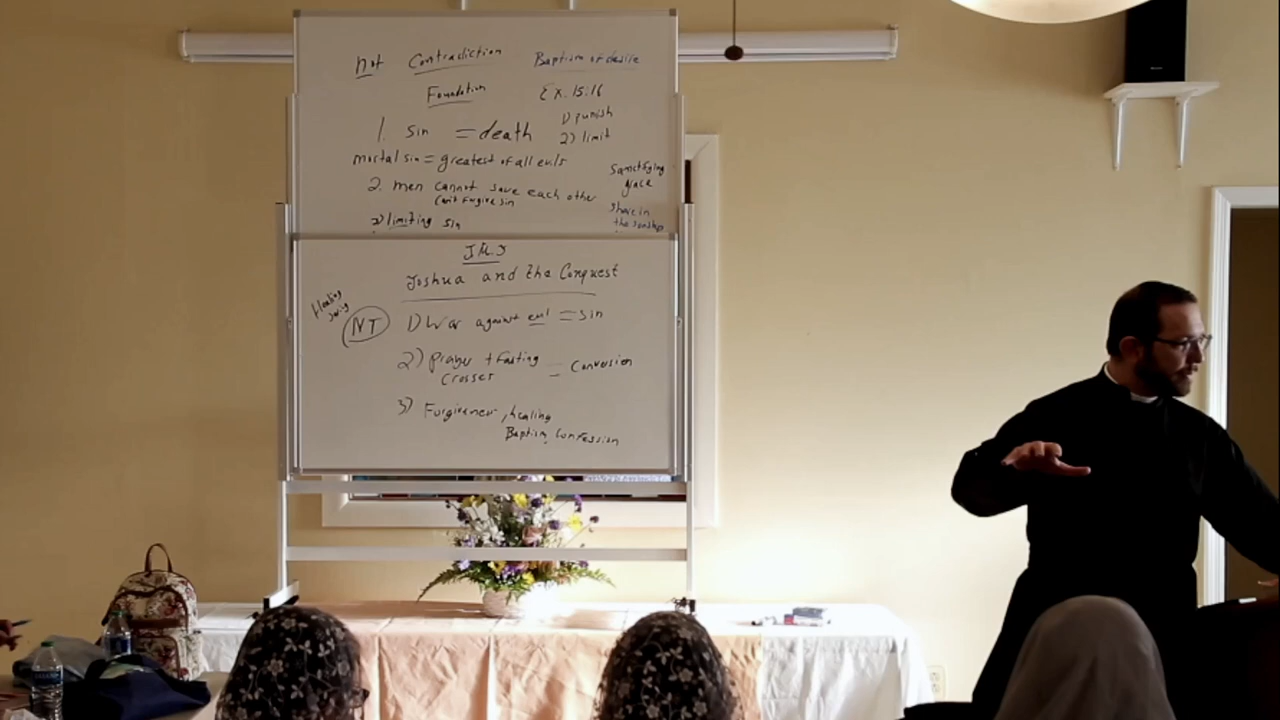 not Contradiction
Foundation
1. sin = death
mortal sin = greatest of all evils
2. men cannot save each other
can't forgive sin
2) limiting sin
Baptism of desire
Ex. 15:16
1) punish
2) limit
Sanctifying
grace
share in
the sonship
J.M.J
Joshua and the Conquest
Healing
NT
1) War against evil = sin
2) Prayer + Fasting = Conversion
Crosses
3) Forgiveness, healing
Baptism, Confession